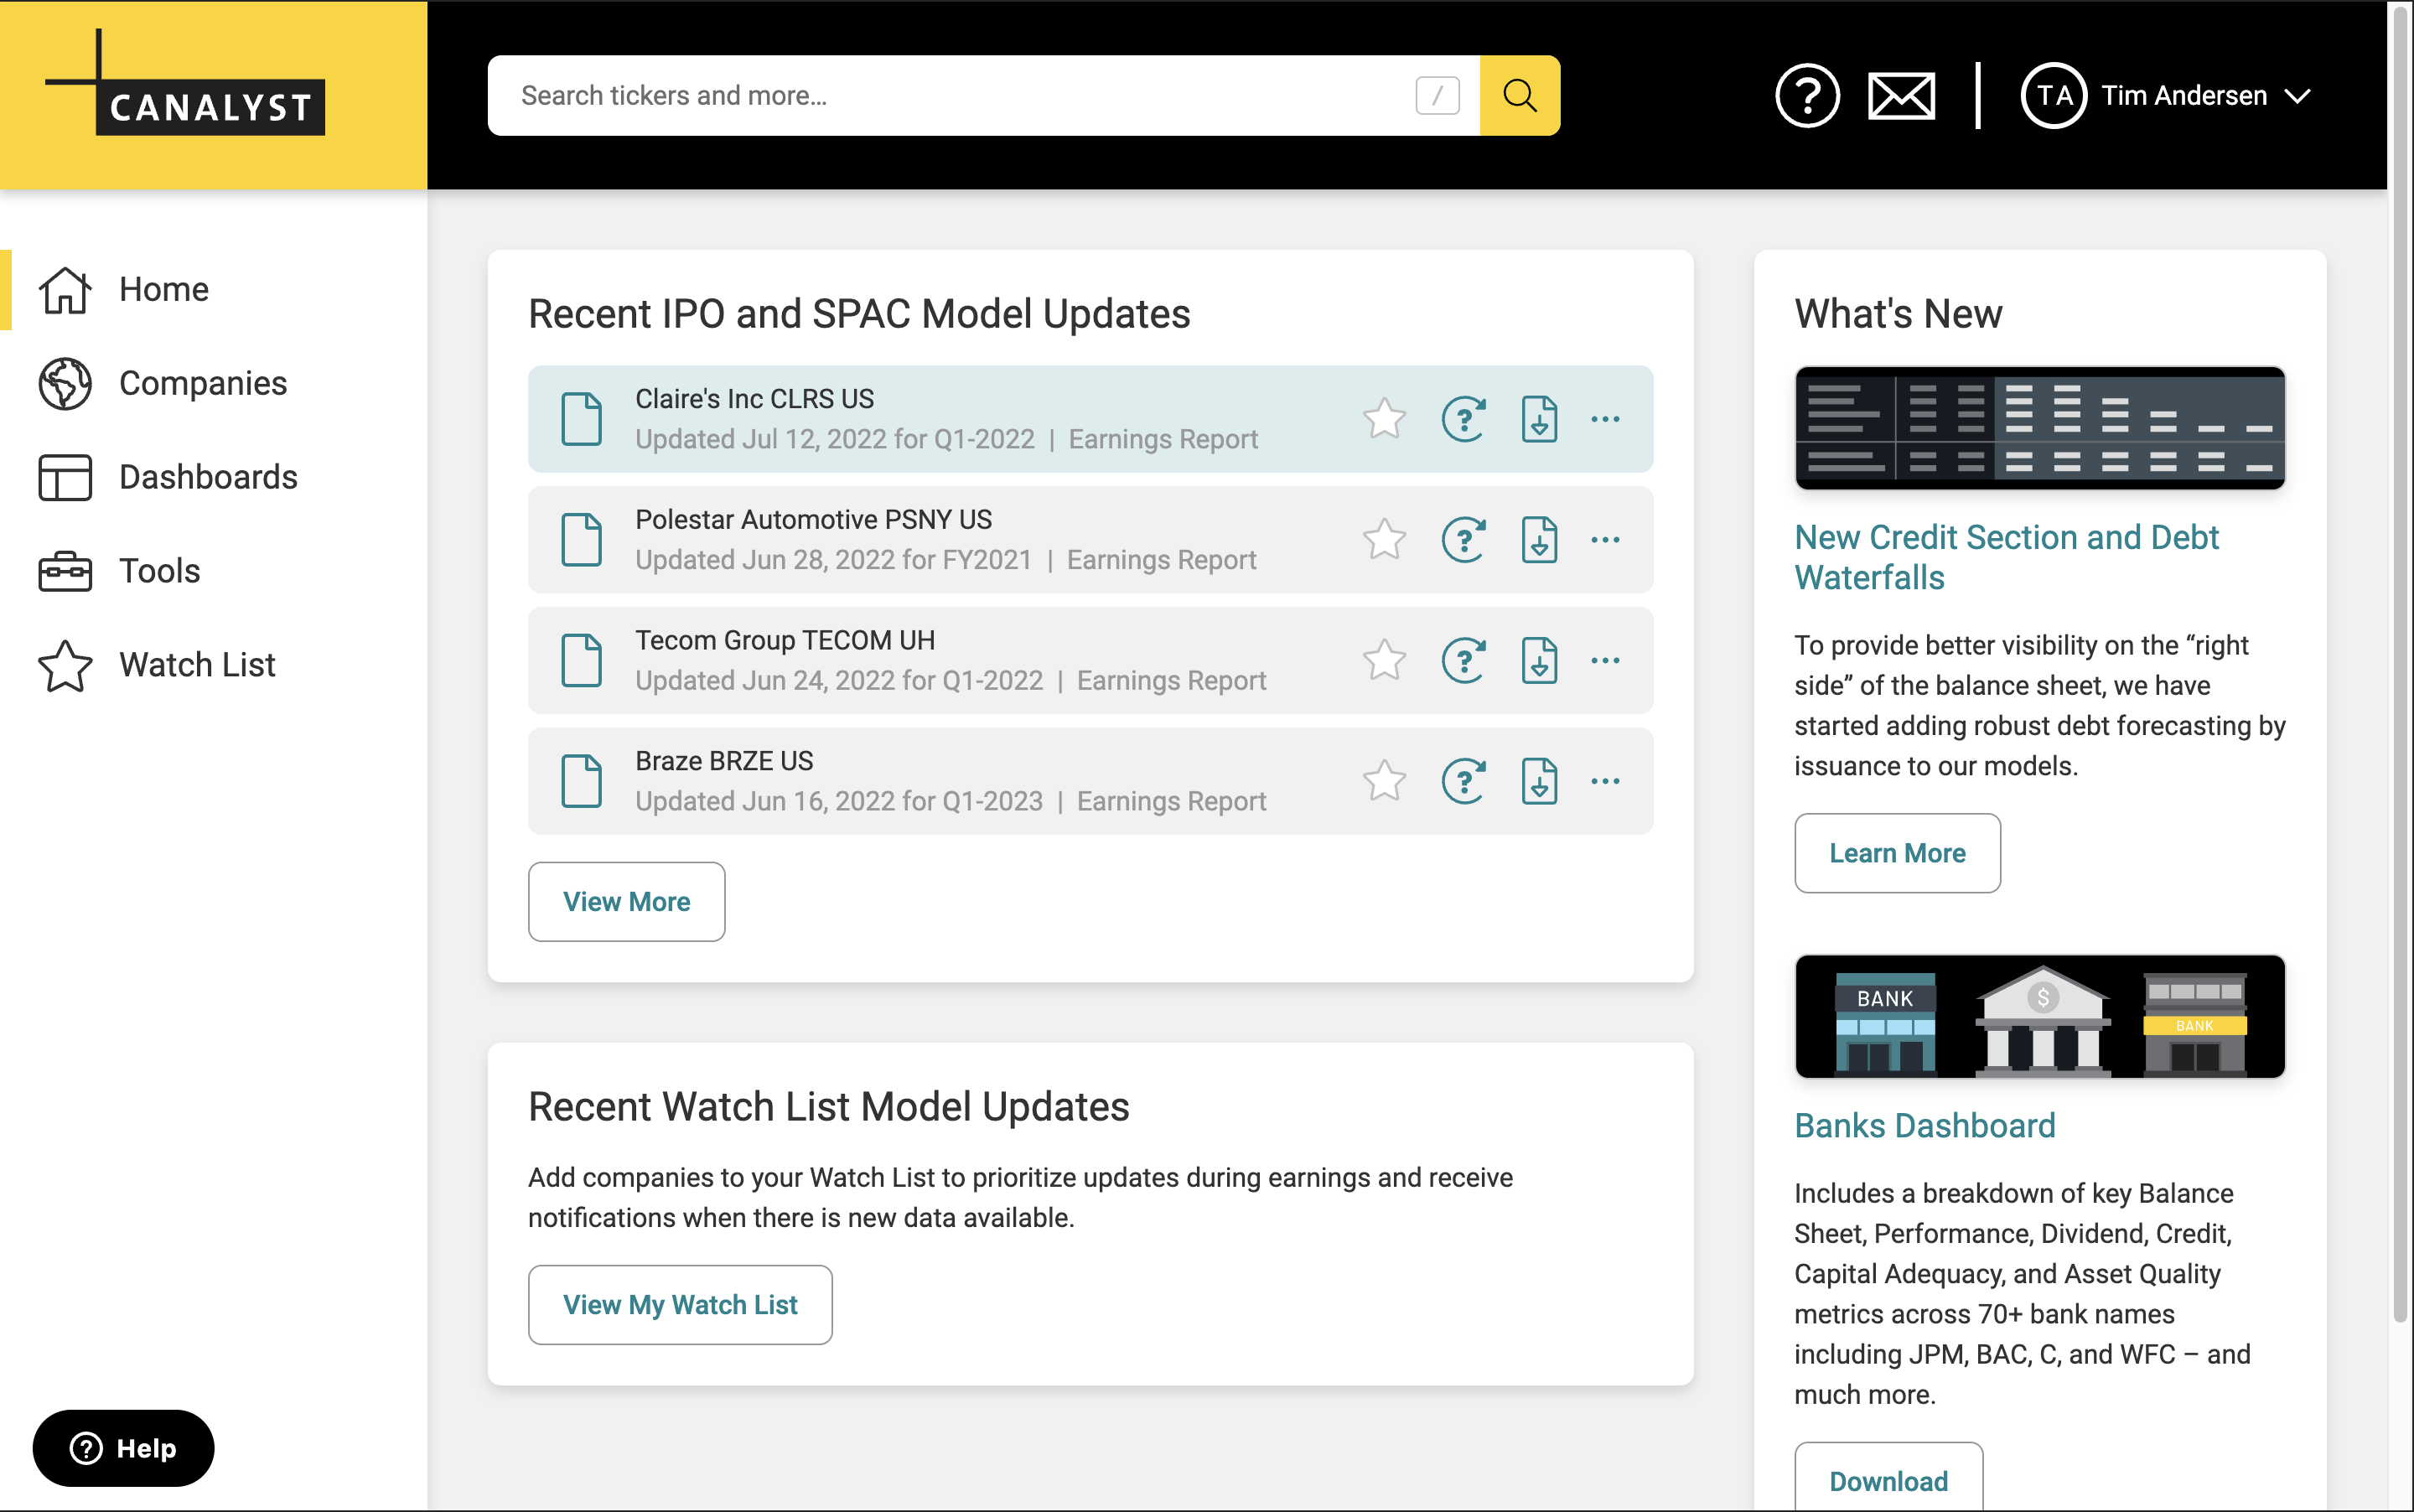 CANALYST
Search tickers and more...
/
TA Tim Andersen
Home
Companies
Dashboards
Tools
Watch List
Help
Recent IPO and SPAC Model Updates
Claire's Inc CLRS US
Updated Jul 12, 2022 for Q1-2022 | Earnings Report
Polestar Automotive PSNY US
Updated Jun 28, 2022 for FY2021 | Earnings Report
Tecom Group TECOM UH
Updated Jun 24, 2022 for Q1-2022 | Earnings Report
Braze BRZE US
Updated Jun 16, 2022 for Q1-2023 | Earnings Report
View More
Recent Watch List Model Updates
Add companies to your Watch List to prioritize updates during earnings and receive
notifications when there is new data available.
View My Watch List
What's New
New Credit Section and Debt
Waterfalls
To provide better visibility on the “right
side” of the balance sheet, we have
started adding robust debt forecasting by
issuance to our models.
Learn More
BANK
$
BANK
Banks Dashboard
Includes a breakdown of key Balance
Sheet, Performance, Dividend, Credit,
Capital Adequacy, and Asset Quality
metrics across 70+ bank names
including JPM, BAC, C, and WFC – and
much more.
Download